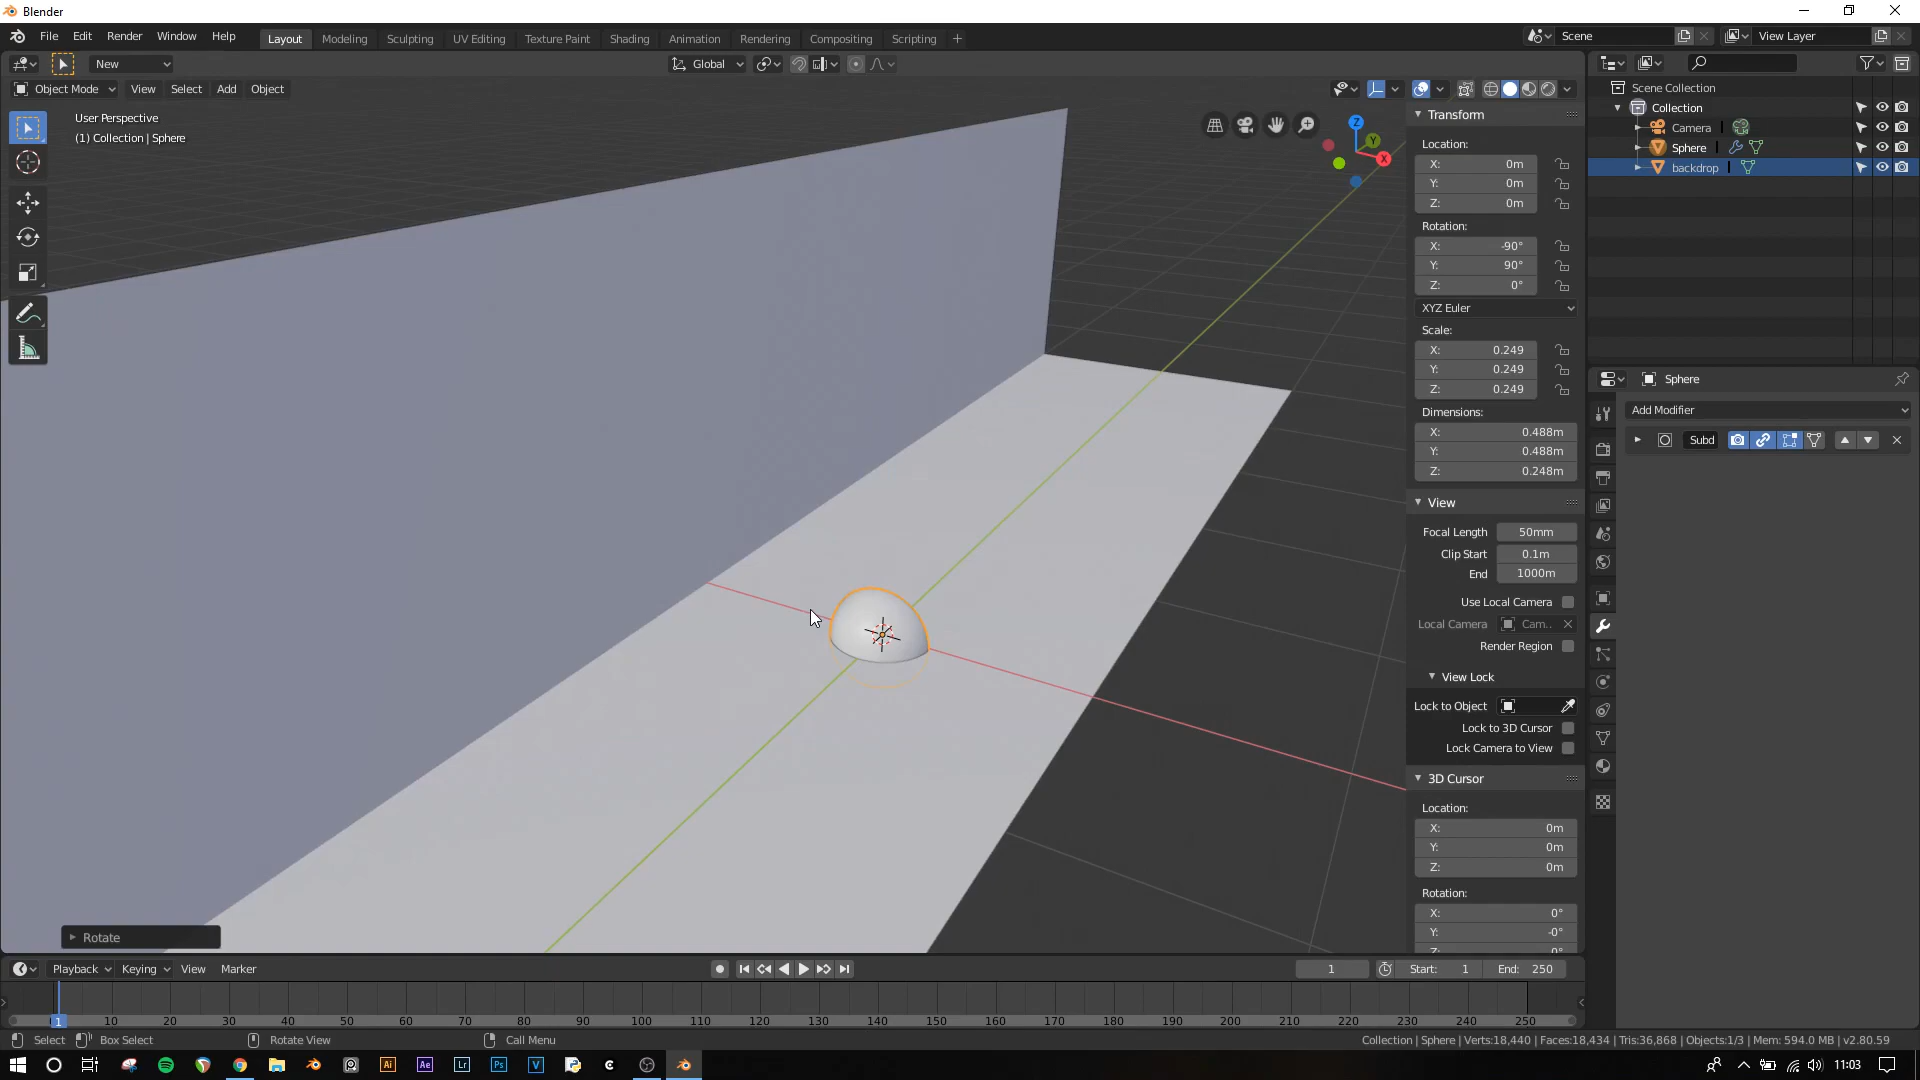 Blender
File Edit Render Window Help
Layout Modeling Sculpting UV Editing Texture Paint Shading Animation Rendering Compositing Scripting +
Scene
View Layer
New
Global
Object Mode View Select Add Object
User Perspective
(1) Collection | Sphere
Z
Y
X
Transform
Location:
X: 0m
Y: 0m
Z: 0m
Rotation:
X: -90°
Y: 90°
Z: 0°
XYZ Euler
Scale:
X: 0.249
Y: 0.249
Z: 0.249
Dimensions:
X: 0.488m
Y: 0.488m
Z: 0.248m
View
Focal Length 50mm
Clip Start 0.1m
End 1000m
Use Local Camera
Local Camera Cam..
Render Region
View Lock
Lock to Object
Lock to 3D Cursor
Lock Camera to View
3D Cursor
Location:
X: 0m
Y: 0m
Z: 0m
Rotation:
X: 0°
Y: -0°
Z: 0°
Scene Collection
Collection
Camera
Sphere
backdrop
Sphere
Add Modifier
Subd
Rotate
Playback Keying View Marker
1
Start: 1
End: 250
1 10 20 30 40 50 60 70 80 90 100 110 120 130 140 150 160 170 180 190 200 210 220 230 240 250
Select Box Select Rotate View Call Menu
Collection | Sphere | Verts:18,440 | Faces:18,434 | Tris:36,868 | Objects:1/3 | Mem: 594.0 MB | v2.80.59
Ai Ae Lr Ps V
11:03